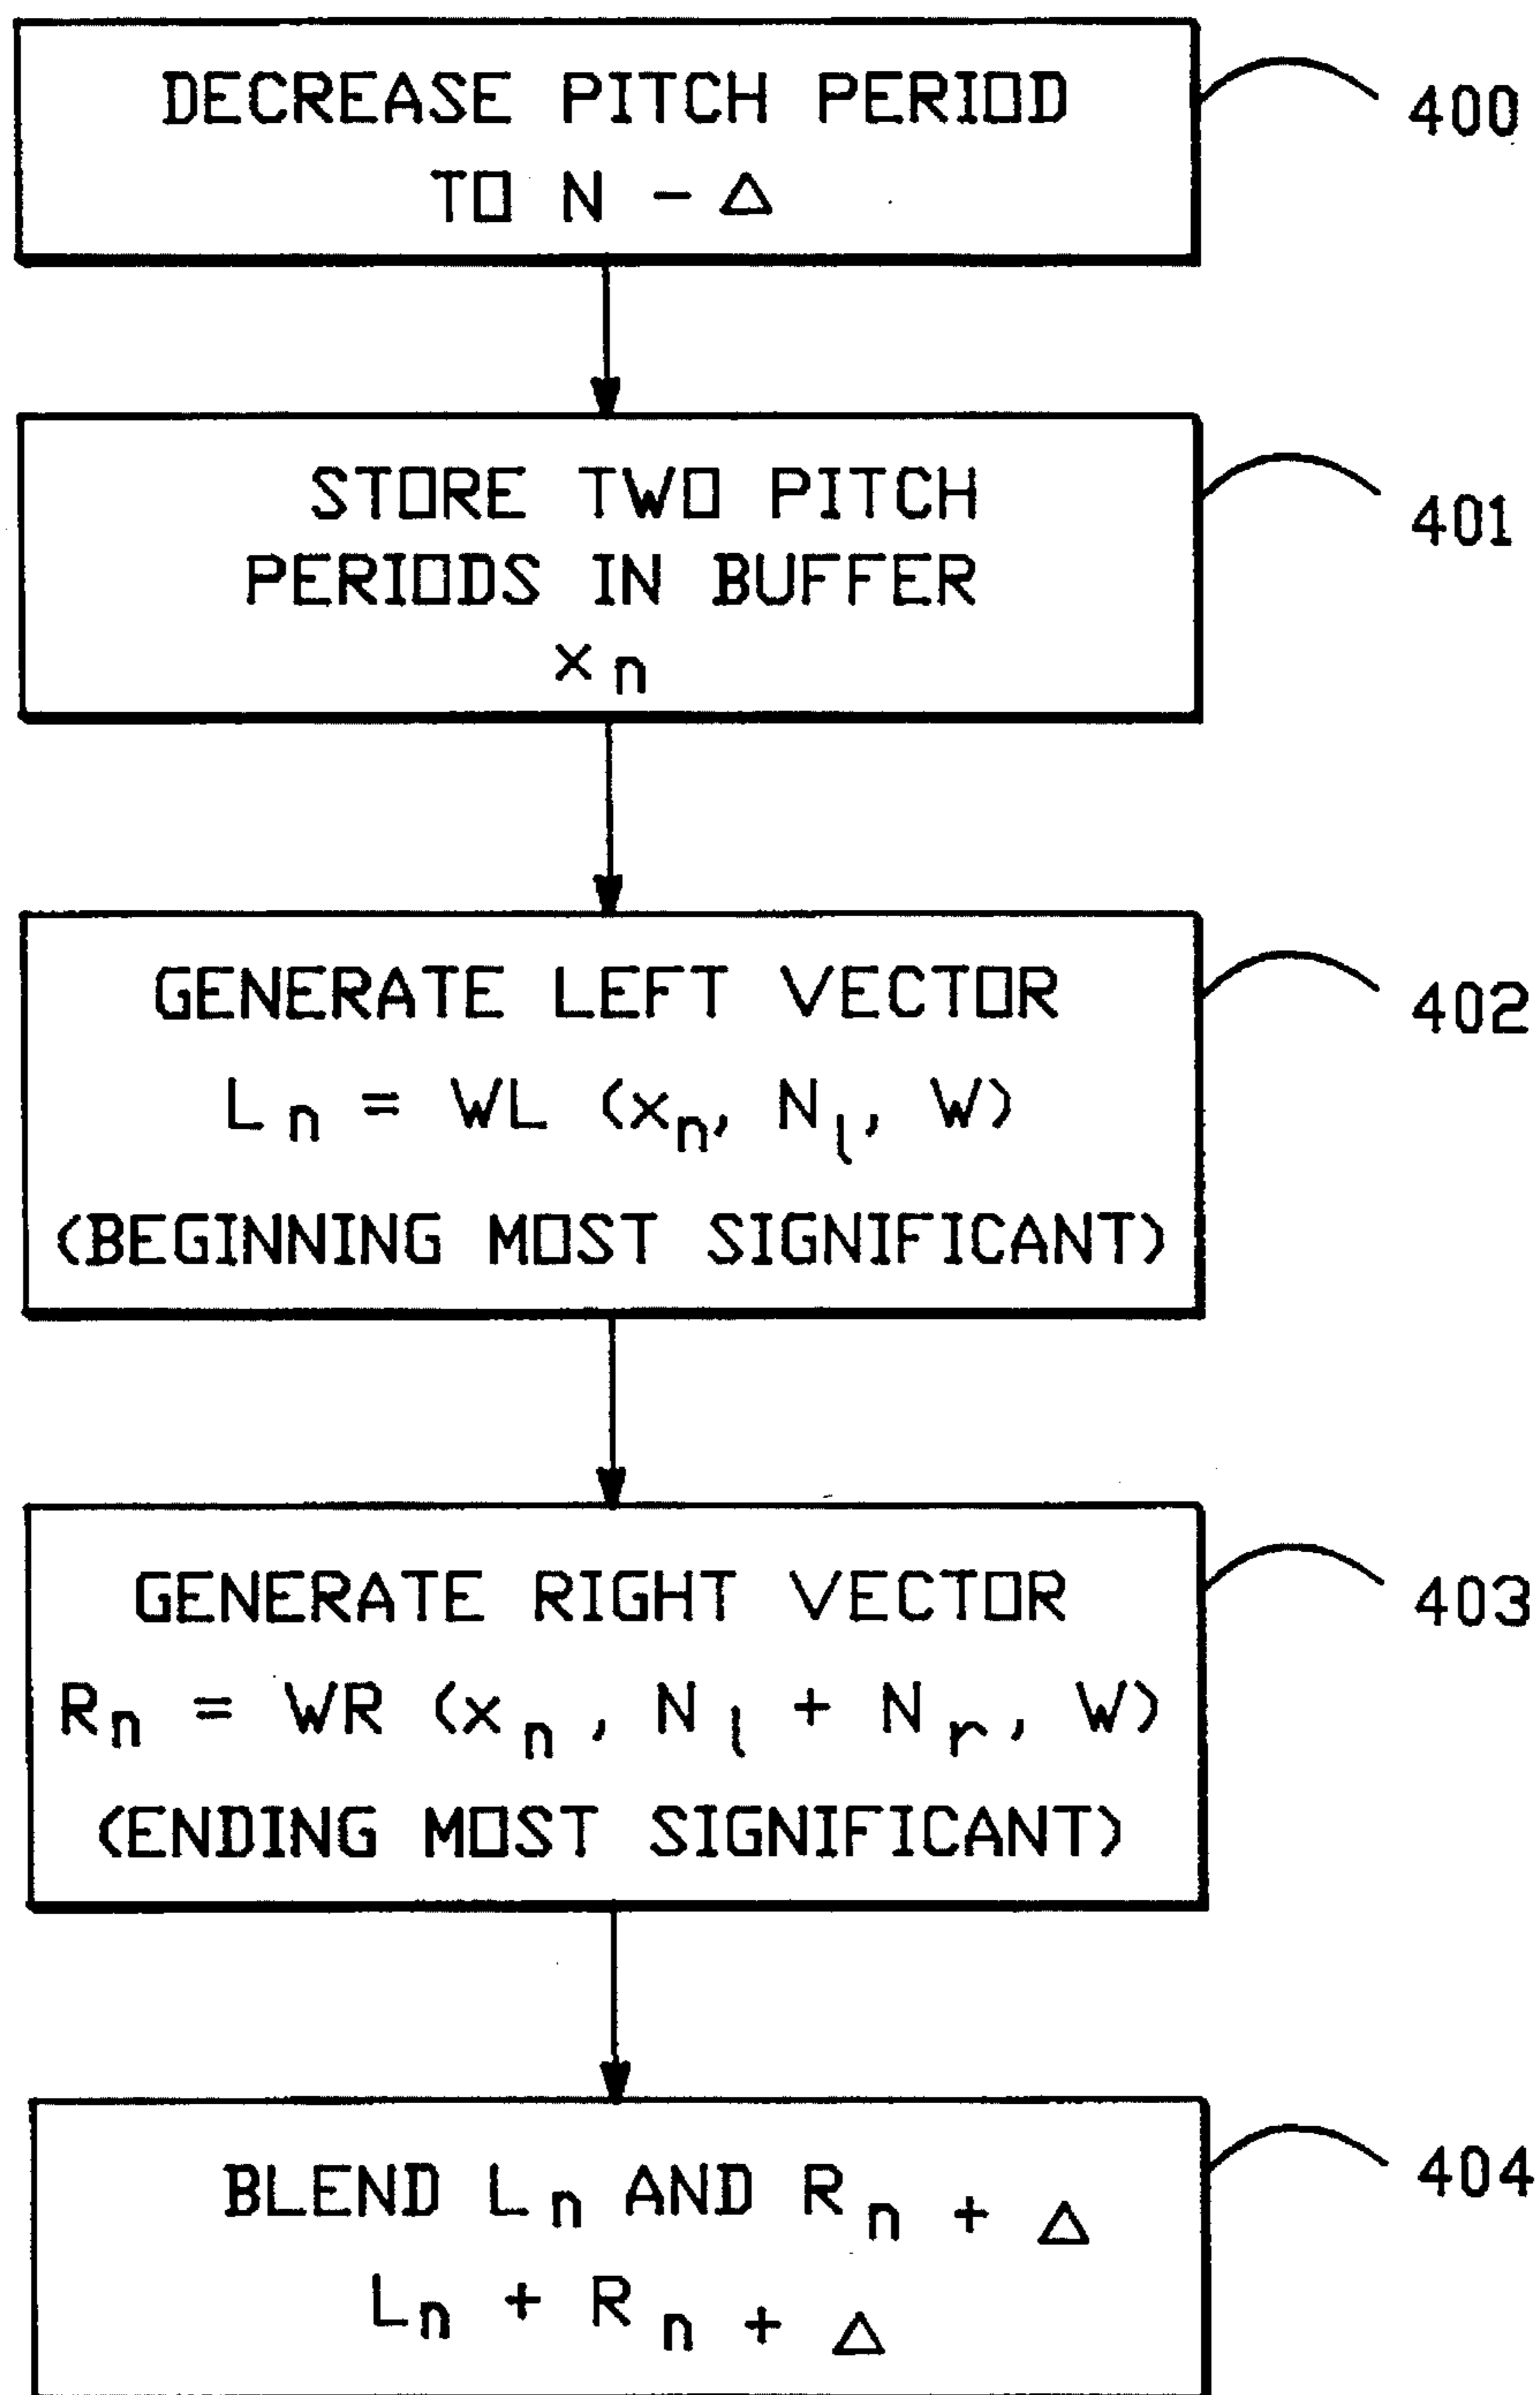 DECREASE PITCH PERIOD
TO N - Δ
400
STORE TWO PITCH
PERIODS IN BUFFER
xₙ
401
GENERATE LEFT VECTOR
Lₙ = WL (xₙ, Nₗ, W)
(BEGINNING MOST SIGNIFICANT)
402
GENERATE RIGHT VECTOR
Rₙ = WR (xₙ, Nₗ + Nᵣ, W)
(ENDING MOST SIGNIFICANT)
403
BLEND Lₙ AND Rₙ + Δ
Lₙ + Rₙ + Δ
404